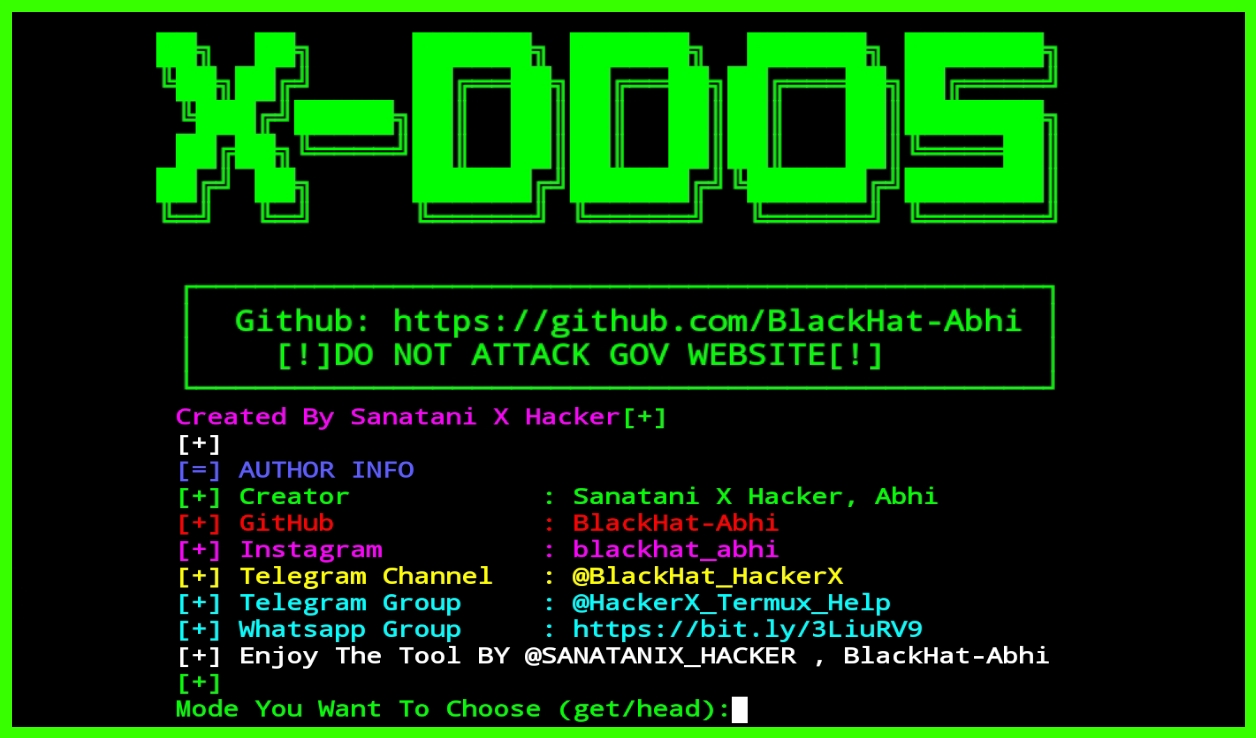 X-DDOS
Github: https://github.com/BlackHat-Abhi
[!]DO NOT ATTACK GOV WEBSITE[!]
Created By Sanatani X Hacker[+]
[+]
[=] AUTHOR INFO
[+] Creator : Sanatani X Hacker, Abhi
[+] GitHub : BlackHat-Abhi
[+] Instagram : blackhat_abhi
[+] Telegram Channel : @BlackHat_HackerX
[+] Telegram Group : @HackerX_Termux_Help
[+] Whatsapp Group : https://bit.ly/3LiuRV9
[+] Enjoy The Tool BY @SANATANIX_HACKER , BlackHat-Abhi
[+]
Mode You Want To Choose (get/head):